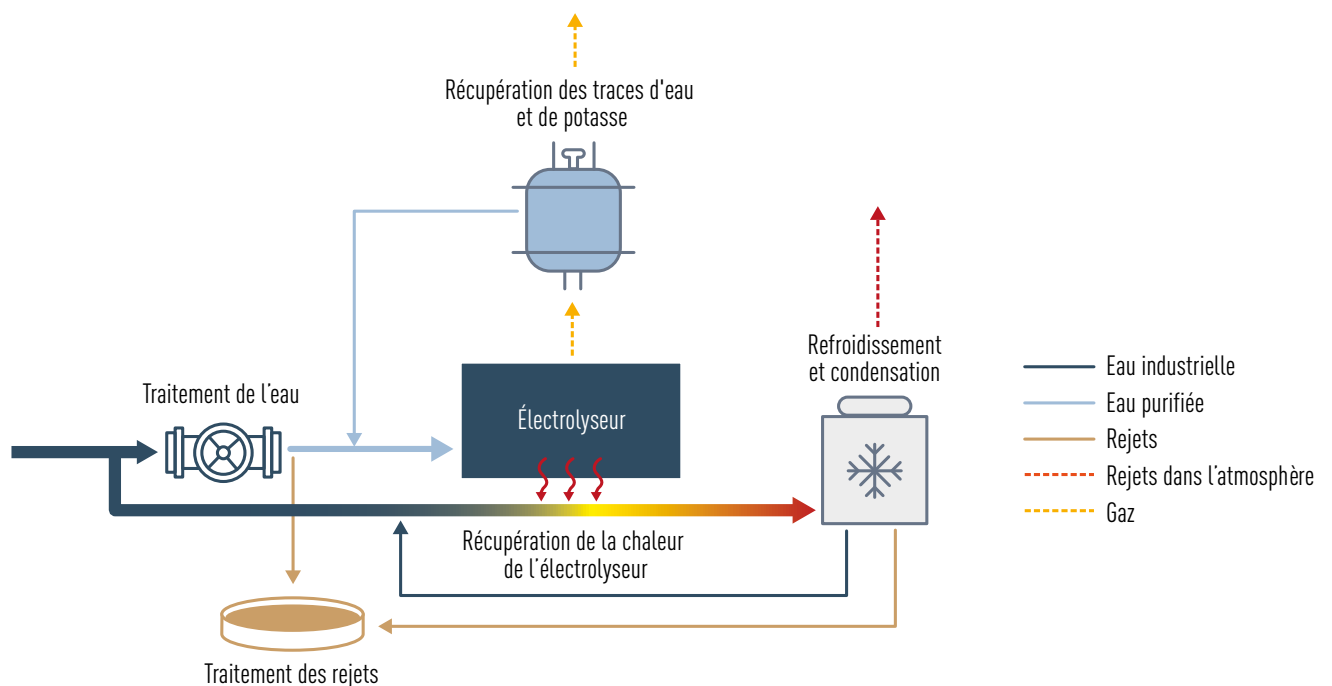 Récupération des traces d'eau
et de potasse
Refroidissement
et condensation
Traitement de l'eau
Électrolyseur
Récupération de la chaleur
de l'électrolyseur
Traitement des rejets
Eau industrielle
Eau purifiée
Rejets
Rejets dans l'atmosphère
Gaz